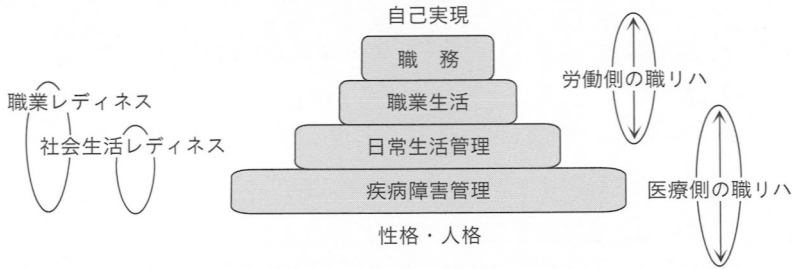 自己実現
職　務
労働側の職リハ
職業レディネス
職業生活
社会生活レディネス
日常生活管理
疾病障害管理
医療側の職リハ
性格・人格